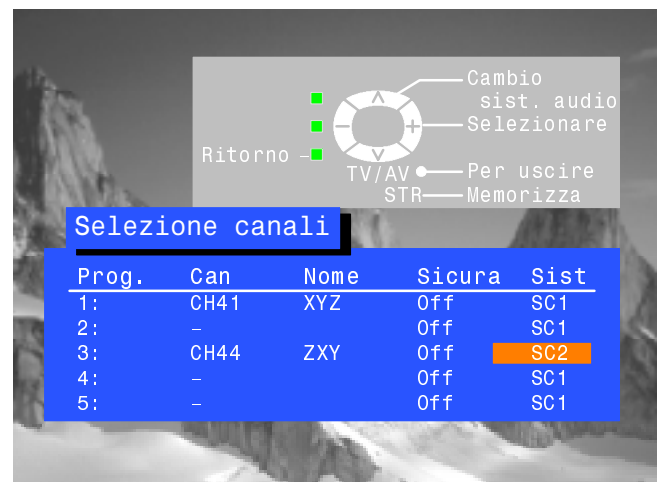 Cambio
sist. audio
Selezionare
Ritorno
TV/AV Per uscire
STR Memorizza
Selezione canali
Prog. Can Nome Sicura Sist
1: CH41 XYZ Off SC1
2: – Off SC1
3: CH44 ZXY Off SC2
4: – Off SC1
5: – Off SC1